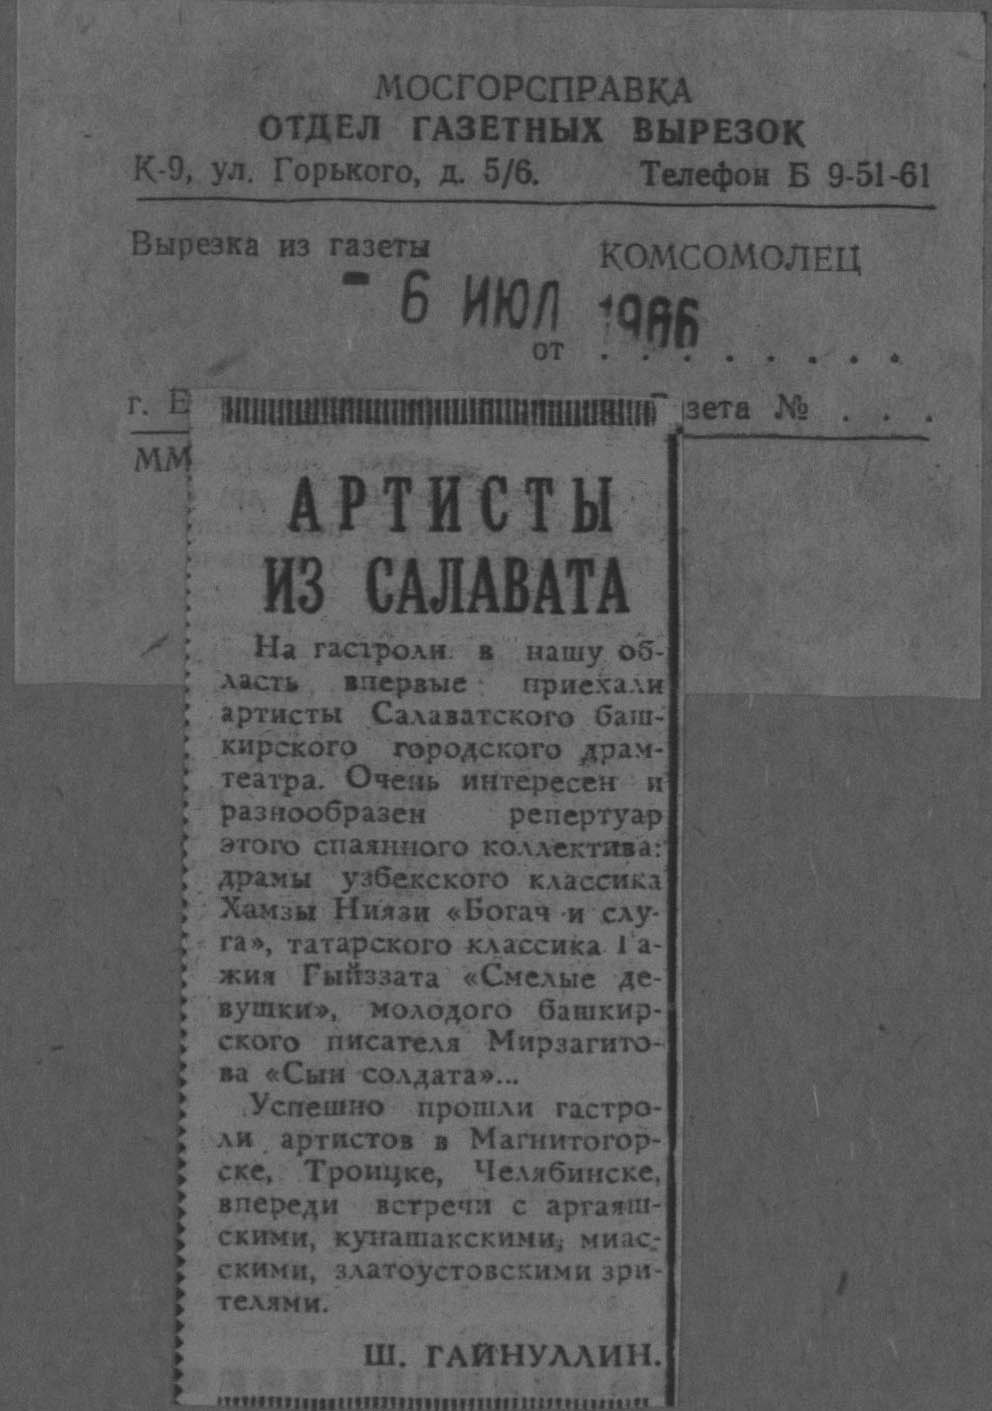 МОСГОРСПРАВКА
ОТДЕЛ ГАЗЕТНЫХ ВЫРЕЗОК
К-9, ул. Горького, д. 5/6. Телефон Б 9-51-61
Вырезка из газеты КОМСОМОЛЕЦ
- 6 ИЮЛ 1966
от . . . . . . . .
г. зета № . . .
ММ
АРТИСТЫ
ИЗ САЛАВАТА
На гастроли в нашу об-
ласть впервые приехали
артисты Салаватского баш-
кирского городского драм-
театра. Очень интересен и
разнообразен репертуар
этого спаянного коллектива:
драмы узбекского классика
Хамзы Ниязи «Богач и слу-
га», татарского классика Га-
жия Гыйззата «Смелые де-
вушки», молодого башкир-
ского писателя Мирзагито-
ва «Сын солдата»...
Успешно прошли гастро-
ли артистов в Магнитогор-
ске, Троицке, Челябинске,
впереди встречи с аргаяш-
скими, кунашакскими, миас-
скими, златоустовскими зри-
телями.
Ш. ГАЙНУЛЛИН.